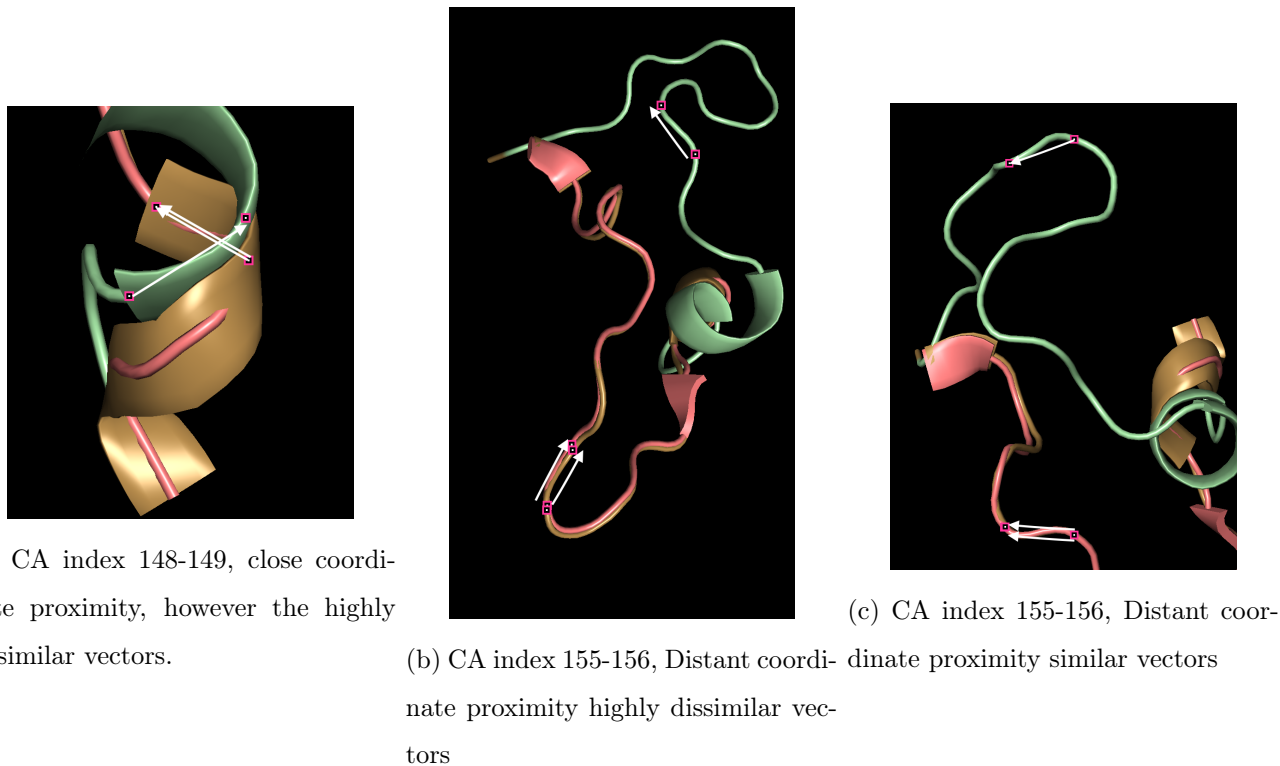 CA index 148-149, close coordi-
proximity, however the highly
similar vectors.
(b) CA index 155-156, Distant coordi-
nate proximity highly dissimilar vec-
tors
(c) CA index 155-156, Distant coor-
dinate proximity similar vectors